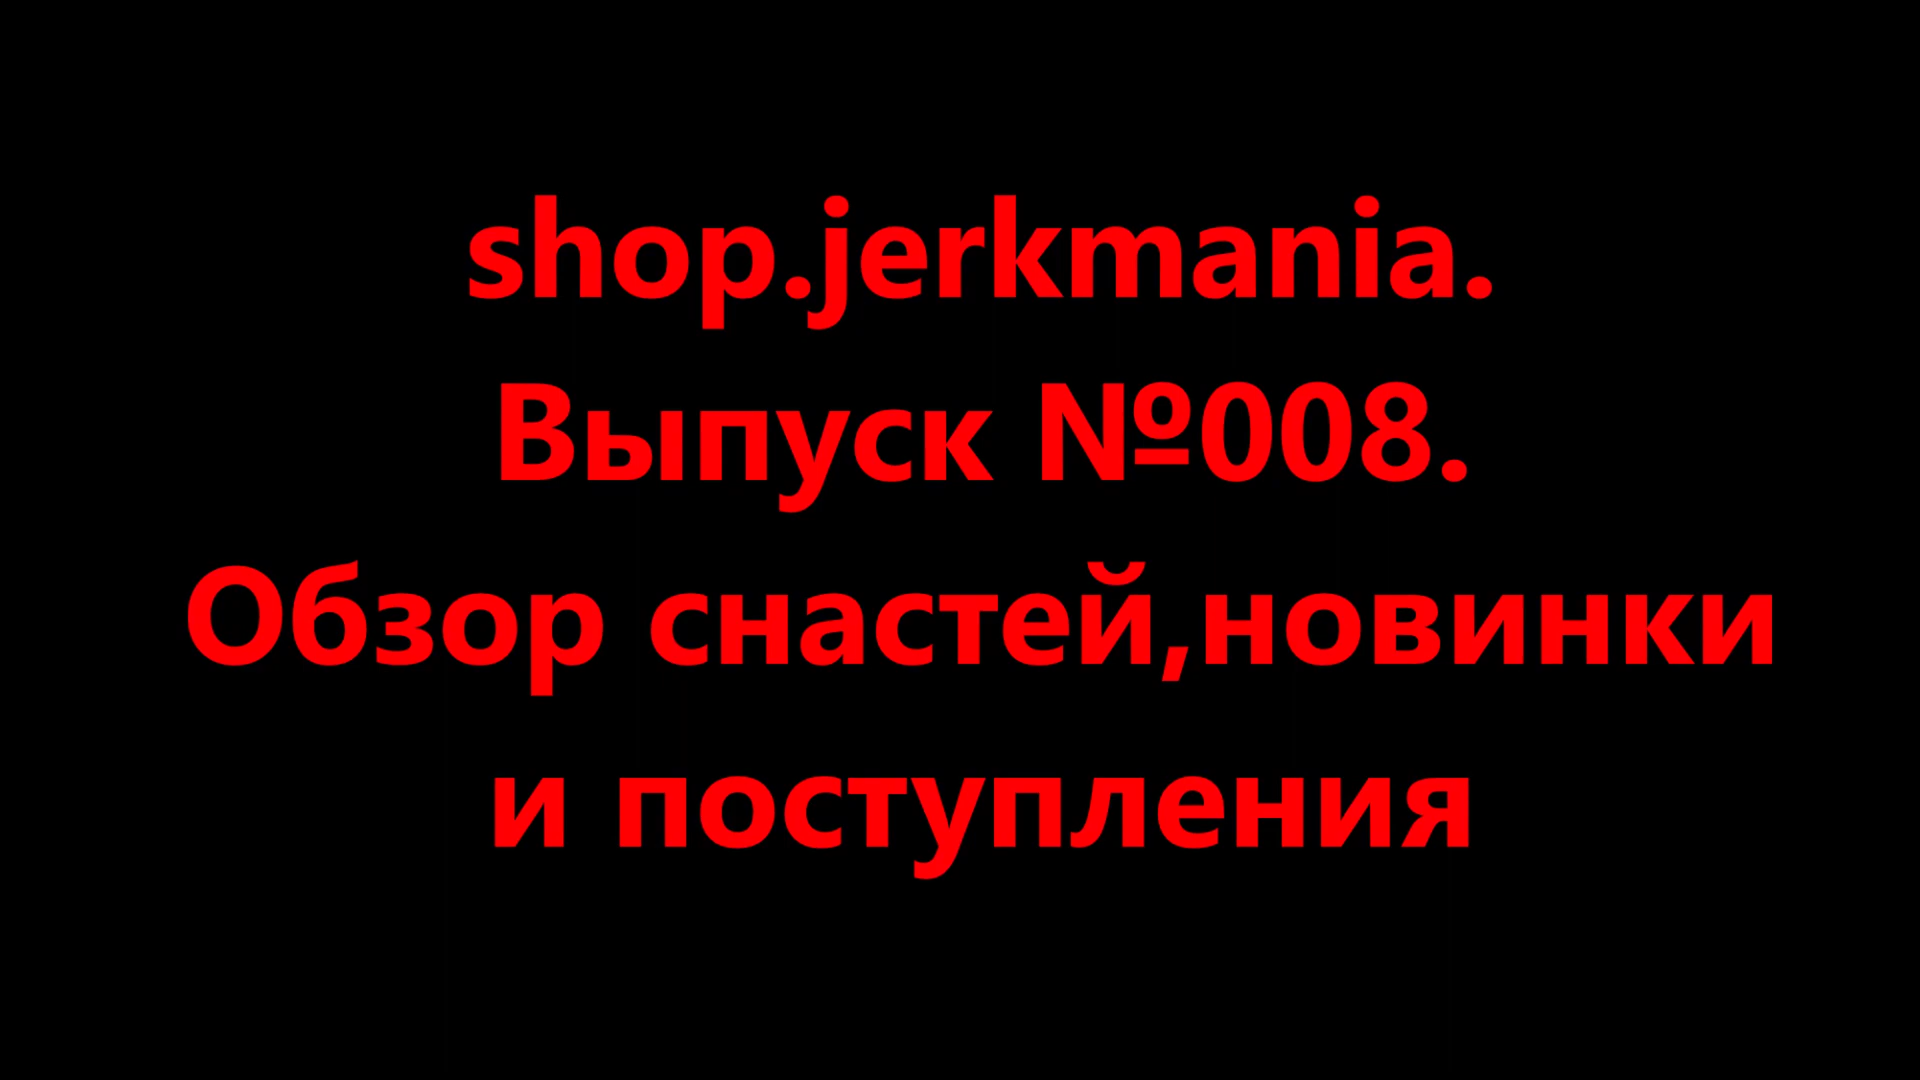 shop.jerkmania.
Выпуск №008.
Обзор снастей,новинки
и поступления